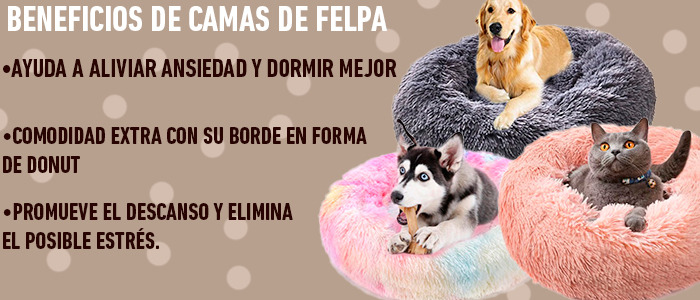 BENEFICIOS DE CAMAS DE FELPA
•AYUDA A ALIVIAR ANSIEDAD Y DORMIR MEJOR
•COMODIDAD EXTRA CON SU BORDE EN FORMA
DE DONUT
•PROMUEVE EL DESCANSO Y ELIMINA
EL POSIBLE ESTRÉS.